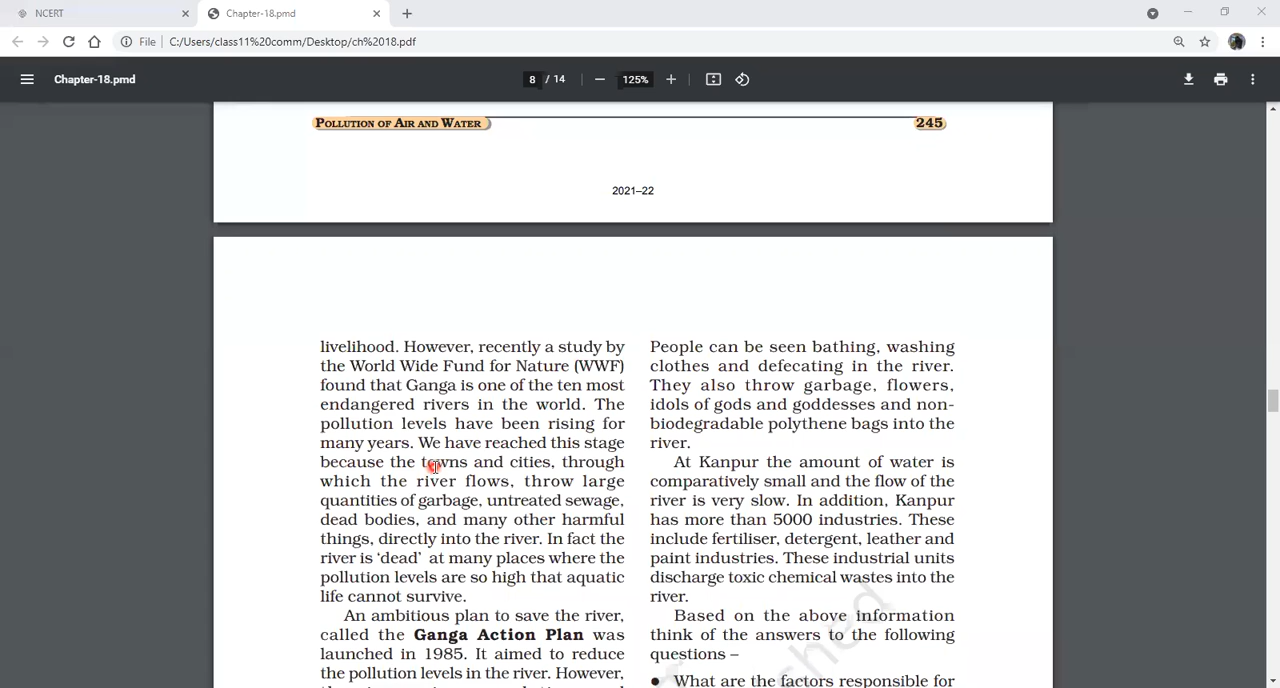 NCERT
Chapter-18.pmd
File C:/Users/class11%20comm/Desktop/ch%2018.pdf
Chapter-18.pmd
8 / 14
125%
POLLUTION OF AIR AND WATER
245
2021–22
livelihood. However, recently a study by
the World Wide Fund for Nature (WWF)
found that Ganga is one of the ten most
endangered rivers in the world. The
pollution levels have been rising for
many years. We have reached this stage
because the towns and cities, through
which the river flows, throw large
quantities of garbage, untreated sewage,
dead bodies, and many other harmful
things, directly into the river. In fact the
river is ‘dead’ at many places where the
pollution levels are so high that aquatic
life cannot survive.
An ambitious plan to save the river,
called the Ganga Action Plan was
launched in 1985. It aimed to reduce
the pollution levels in the river. However,
People can be seen bathing, washing
clothes and defecating in the river.
They also throw garbage, flowers,
idols of gods and goddesses and non-
biodegradable polythene bags into the
river.
At Kanpur the amount of water is
comparatively small and the flow of the
river is very slow. In addition, Kanpur
has more than 5000 industries. These
include fertiliser, detergent, leather and
paint industries. These industrial units
discharge toxic chemical wastes into the
river.
Based on the above information
think of the answers to the following
questions –
● What are the factors responsible for